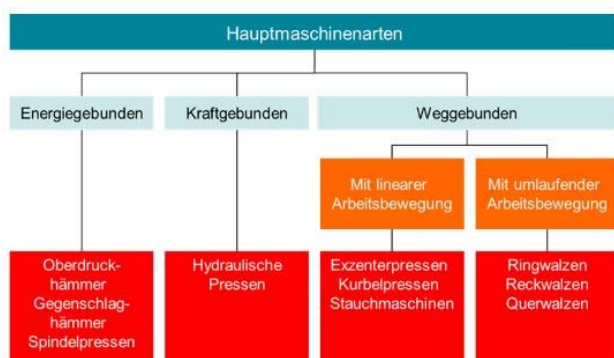 Hauptmaschinenarten
Energiegebunden
Kraftgebunden
Weggebunden
Mit linearer
Arbeitsbewegung
Mit umlaufender
Arbeitsbewegung
Oberdruck-
hämmer
Gegenschlag-
hämmer
Spindelpressen
Hydraulische
Pressen
Exzenterpressen
Kurbelpressen
Stauchmaschinen
Ringwalzen
Reckwalzen
Querwalzen